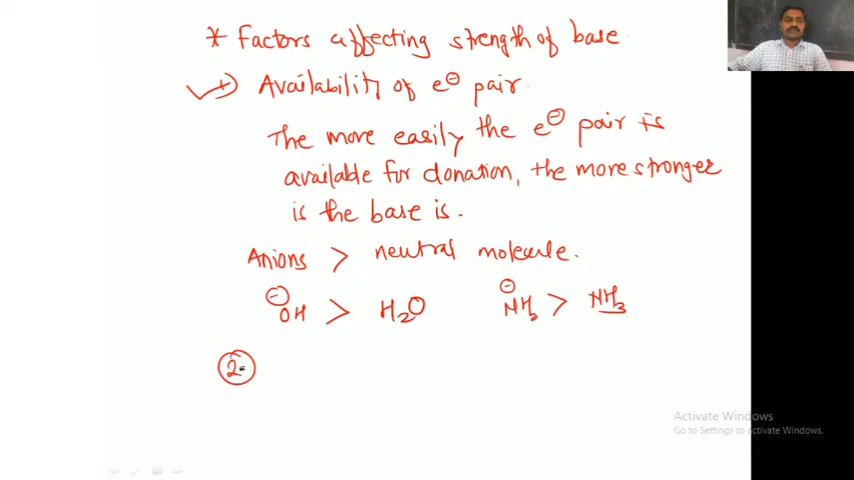 * Factors affecting strength of base
1) Availability of e⊖ pair.
The more easily the e⊖ pair is
available for donation, the more stronger
is the base is.
Anions > neutral molecule.
⊖OH > H2O ⊖NH2 > NH3
2
Activate Windows
Go to Settings to Activate Windows.